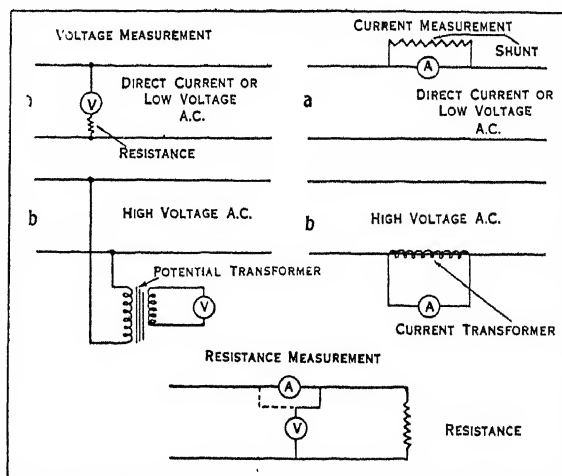 VOLTAGE MEASUREMENT
V
a
DIRECT CURRENT OR
LOW VOLTAGE
A.C.
RESISTANCE
b
HIGH VOLTAGE A.C.
POTENTIAL TRANSFORMER
V
CURRENT MEASUREMENT
SHUNT
A
a
DIRECT CURRENT OR
LOW VOLTAGE
A.C.
b
HIGH VOLTAGE A.C.
A
CURRENT TRANSFORMER
RESISTANCE MEASUREMENT
A
V
RESISTANCE